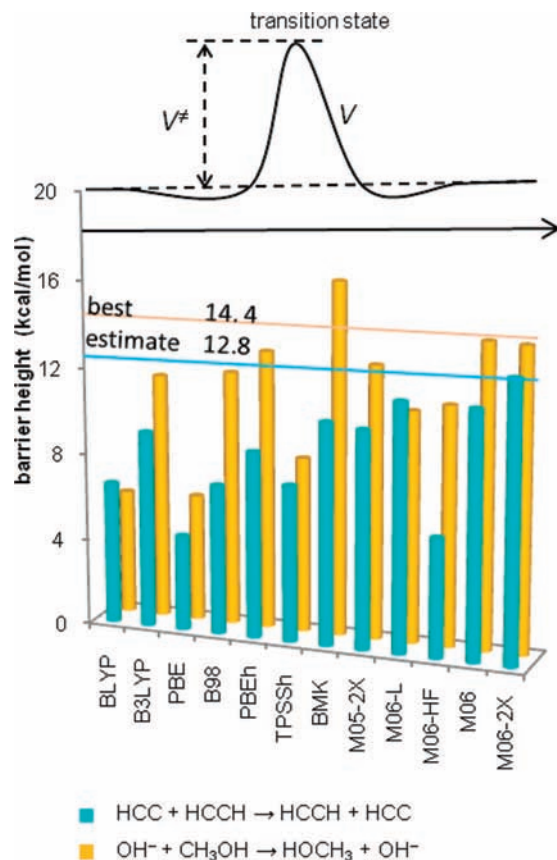 transition state
V≠
V
20
16
12
8
4
0
barrier height (kcal/mol)
best 14.4
estimate 12.8
BLYP
B3LYP
PBE
B98
PBEh
TPSSh
BMK
M05-2X
M06-L
M06-HF
M06
M06-2X
HCC + HCCH → HCCH + HCC
OH⁻ + CH₃OH → HOCH₃ + OH⁻